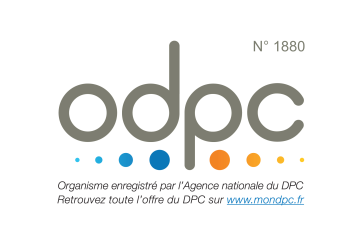 N° 1880
odpc
Organisme enregistré par l'Agence nationale du DPC
Retrouvez toute l'offre du DPC sur www.mondpc.fr